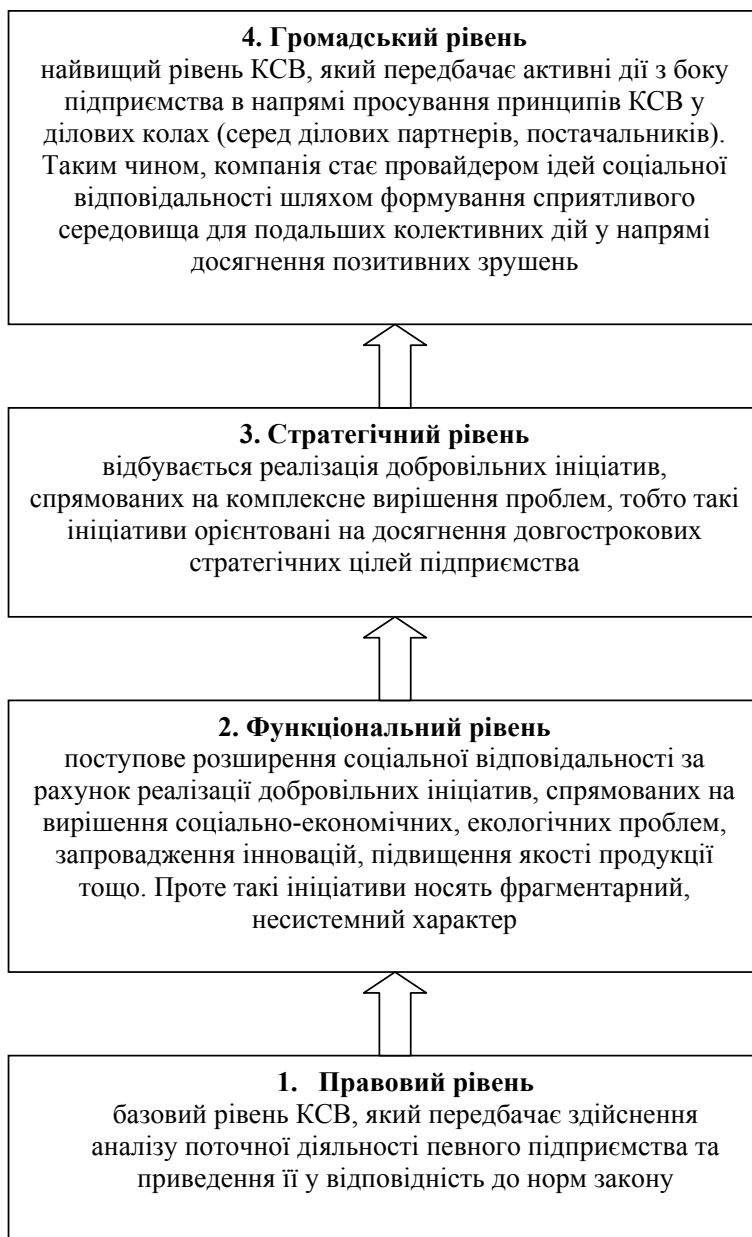 4. Громадський рівень
найвищий рівень КСВ, який передбачає активні дії з боку
підприємства в напрямі просування принципів КСВ у
ділових колах (серед ділових партнерів, постачальників).
Таким чином, компанія стає провайдером ідей соціальної
відповідальності шляхом формування сприятливого
середовища для подальших колективних дій у напрямі
досягнення позитивних зрушень
3. Стратегічний рівень
відбувається реалізація добровільних ініціатив,
спрямованих на комплексне вирішення проблем, тобто такі
ініціативи орієнтовані на досягнення довгострокових
стратегічних цілей підприємства
2. Функціональний рівень
поступове розширення соціальної відповідальності за
рахунок реалізації добровільних ініціатив, спрямованих на
вирішення соціально-економічних, екологічних проблем,
запровадження інновацій, підвищення якості продукції
тощо. Проте такі ініціативи носять фрагментарний,
несистемний характер
1. Правовий рівень
базовий рівень КСВ, який передбачає здійснення
аналізу поточної діяльності певного підприємства та
приведення її у відповідність до норм закону